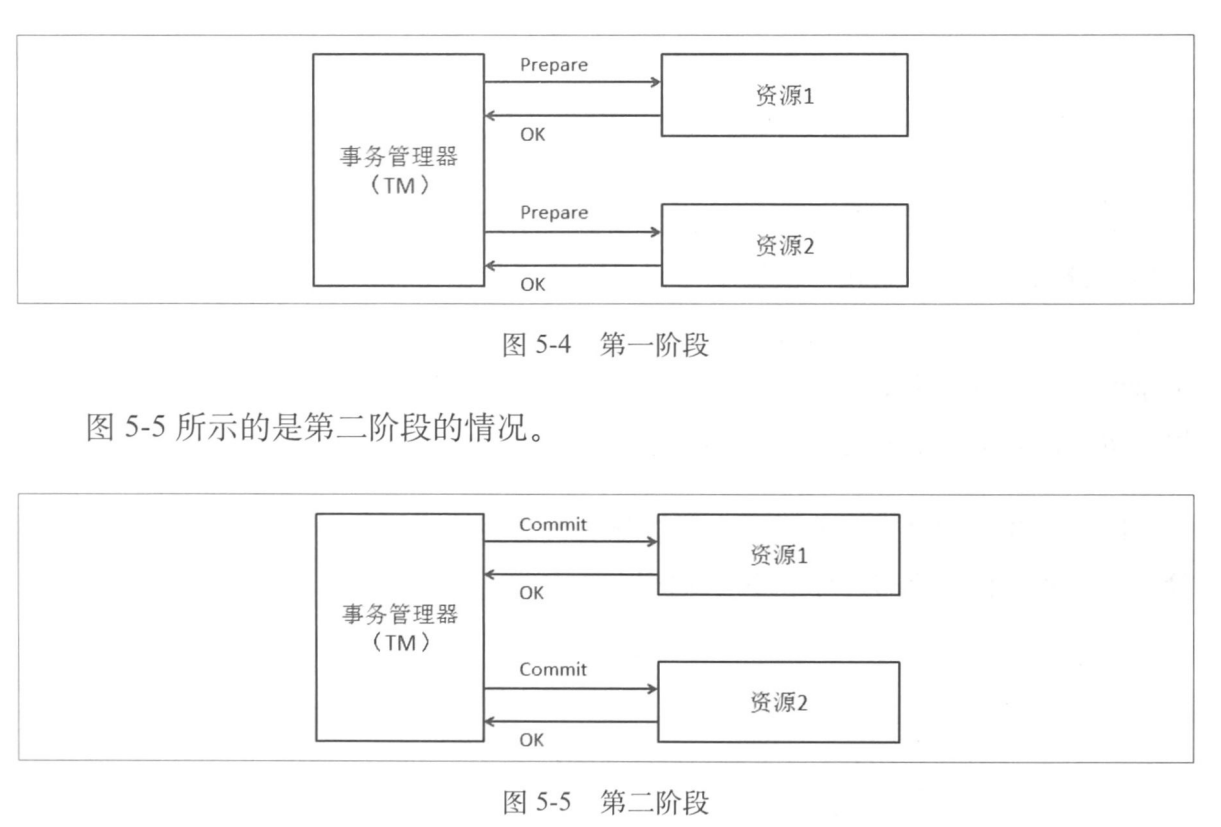 Prepare
资源1
OK
事务管理器
（TM）
Prepare
资源2
OK
图 5-4 第一阶段
图 5-5 所示的是第二阶段的情况。
Commit
资源1
OK
事务管理器
（TM）
Commit
资源2
OK
图 5-5 第二阶段